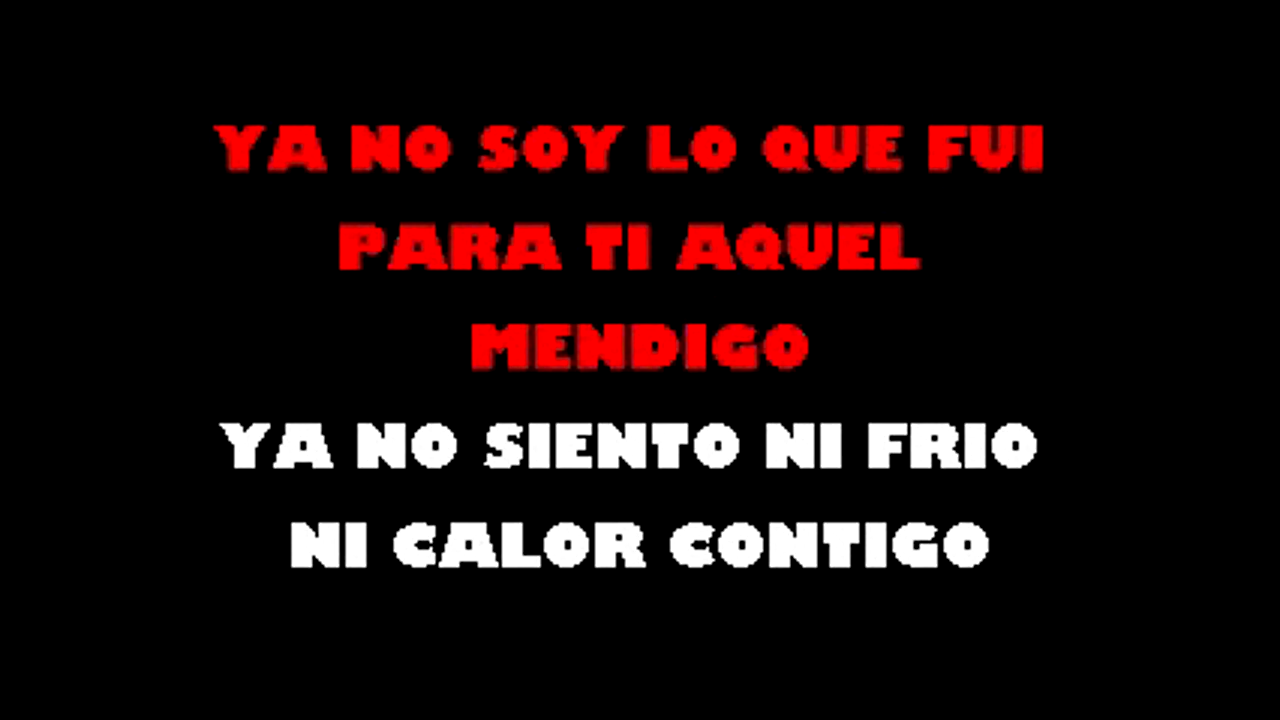 YA NO SOY LO QUE FUI
PARA TI AQUEL
MENDIGO
YA NO SIENTO NI FRIO
NI CALOR CONTIGO